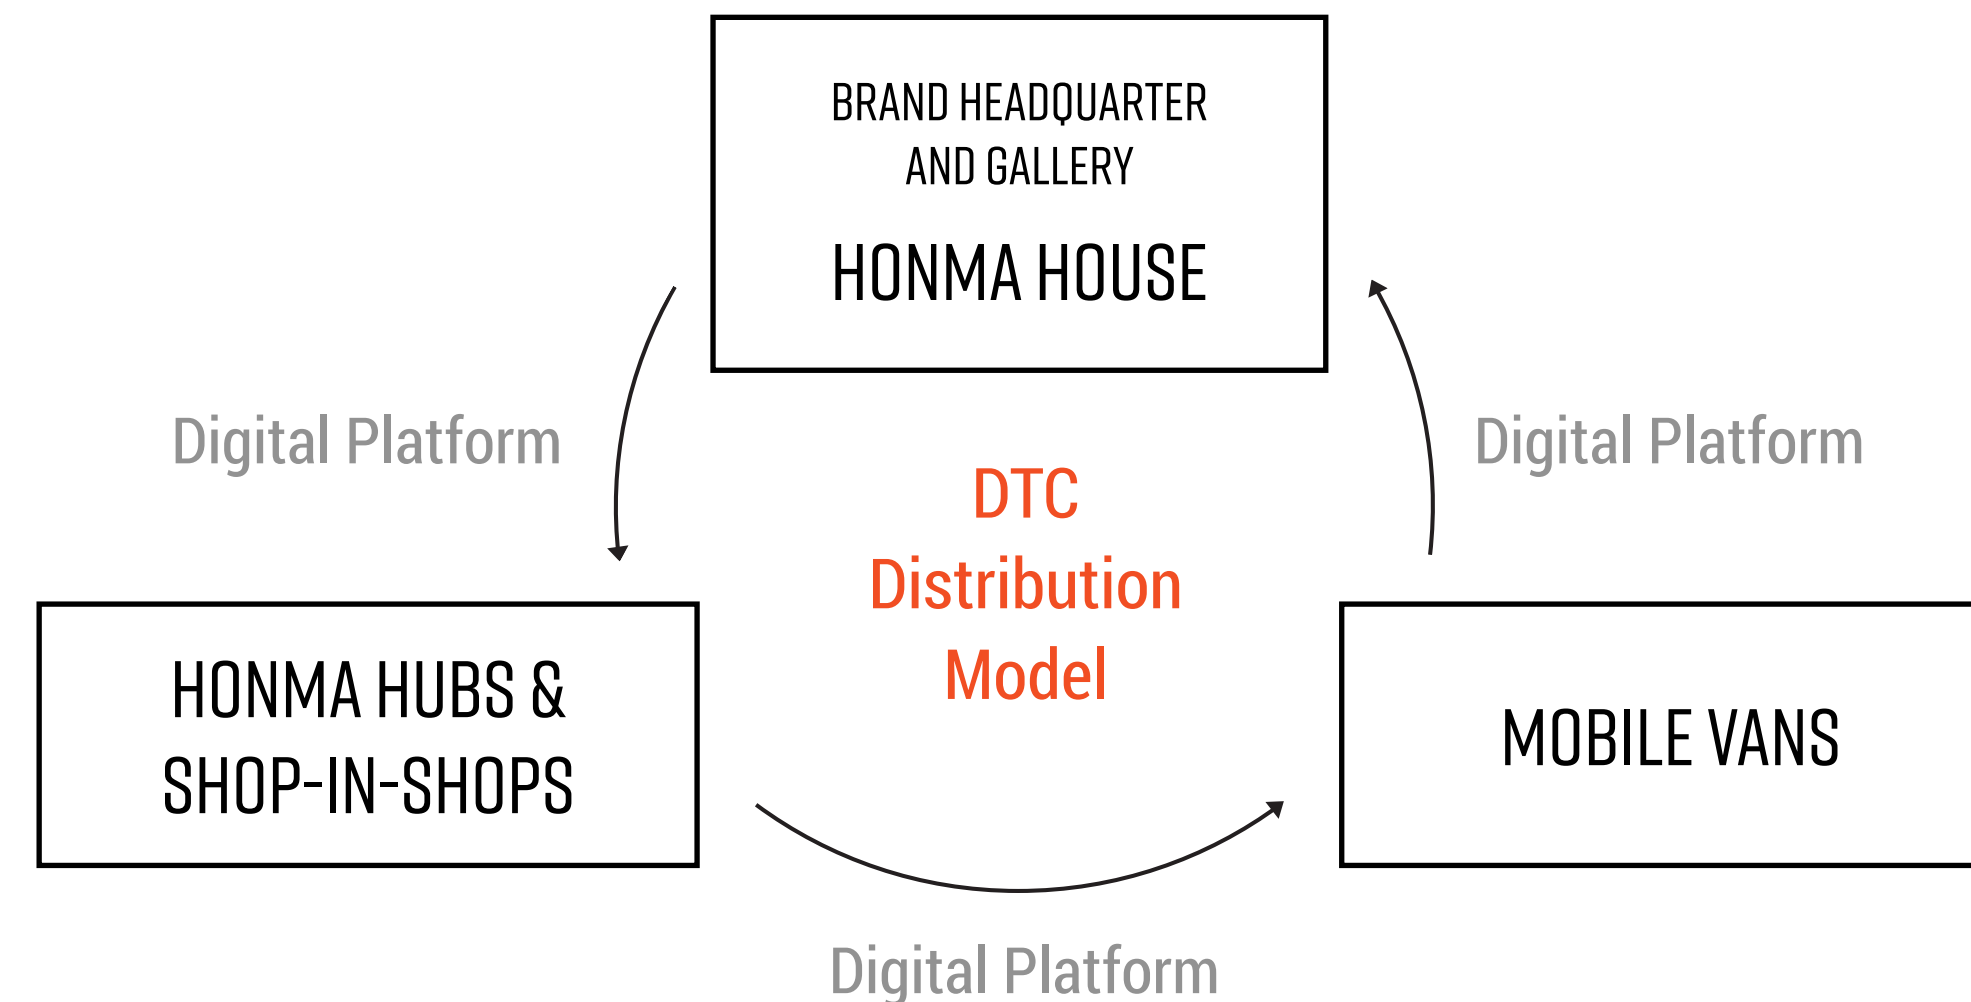 BRAND HEADQUARTER
AND GALLERY
HONMA HOUSE
Digital Platform
Digital Platform
DTC
Distribution
Model
HONMA HUBS &
SHOP-IN-SHOPS
MOBILE VANS
Digital Platform